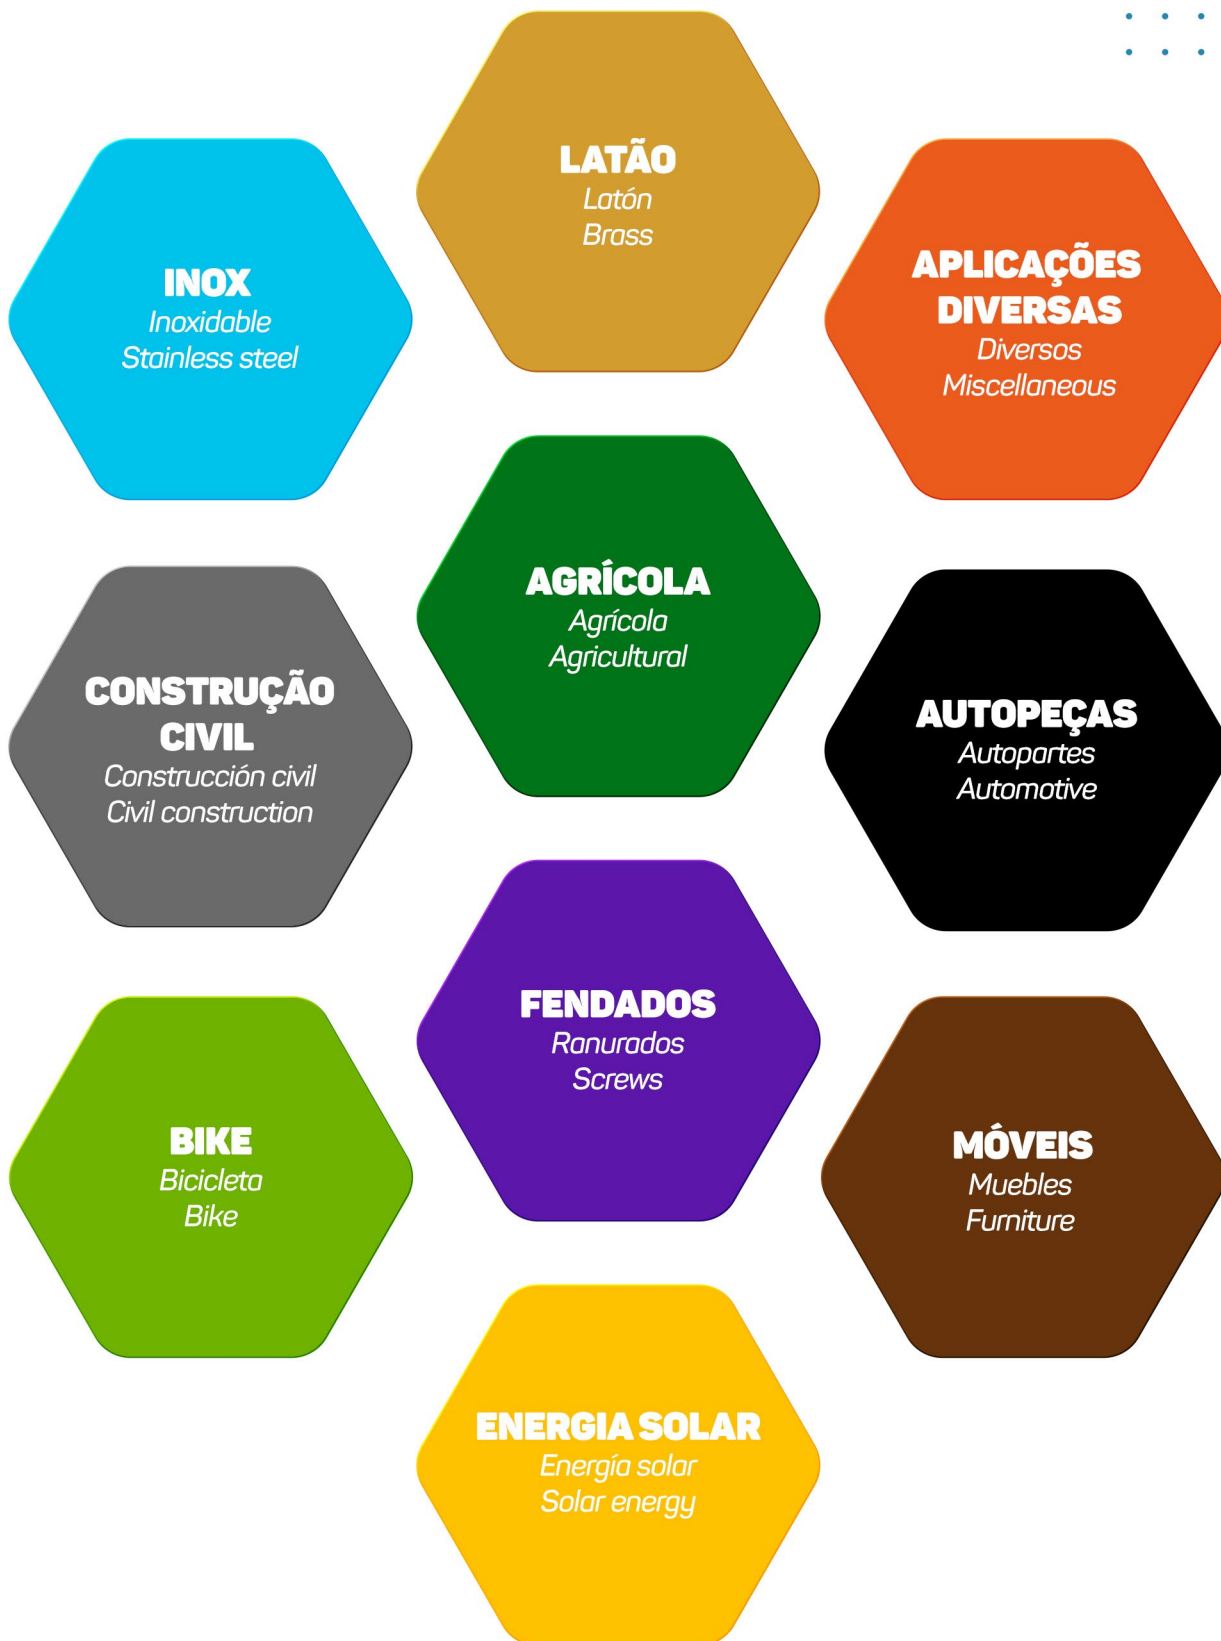 LATÃO
Latón
Brass
INOX
Inoxidable
Stainless steel
APLICAÇÕES
DIVERSAS
Diversos
Miscellaneous
AGRÍCOLA
Agrícola
Agricultural
CONSTRUÇÃO
CIVIL
Construcción civil
Civil construction
AUTOPEÇAS
Autopartes
Automotive
FENDADOS
Ranurados
Screws
BIKE
Bicicleta
Bike
MÓVEIS
Muebles
Furniture
ENERGIA SOLAR
Energía solar
Solar energy